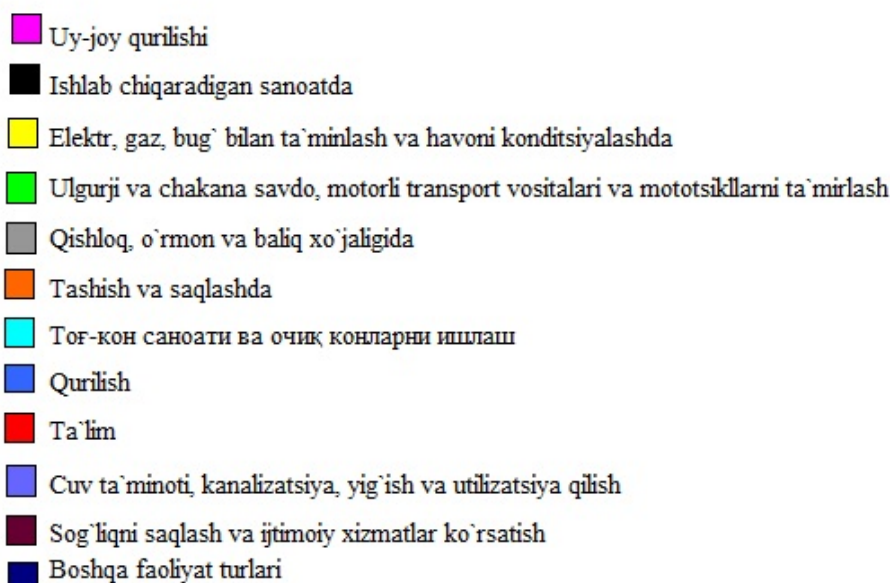 Uy-joy qurilishi
Ishlab chiqaradigan sanoatda
Elektr, gaz, bug` bilan ta`minlash va havoni konditsiyalashda
Ulgurji va chakana savdo, motorli transport vositalari va mototsikllarni ta`mirlash
Qishloq, o`rmon va baliq xo`jaligida
Tashish va saqlashda
Тоғ-кон саноати ва очиқ конларни ишлаш
Qurilish
Ta`lim
Cuv ta`minoti, kanalizatsiya, yig`ish va utilizatsiya qilish
Sog`liqni saqlash va ijtimoiy xizmatlar ko`rsatish
Boshqa faoliyat turlari